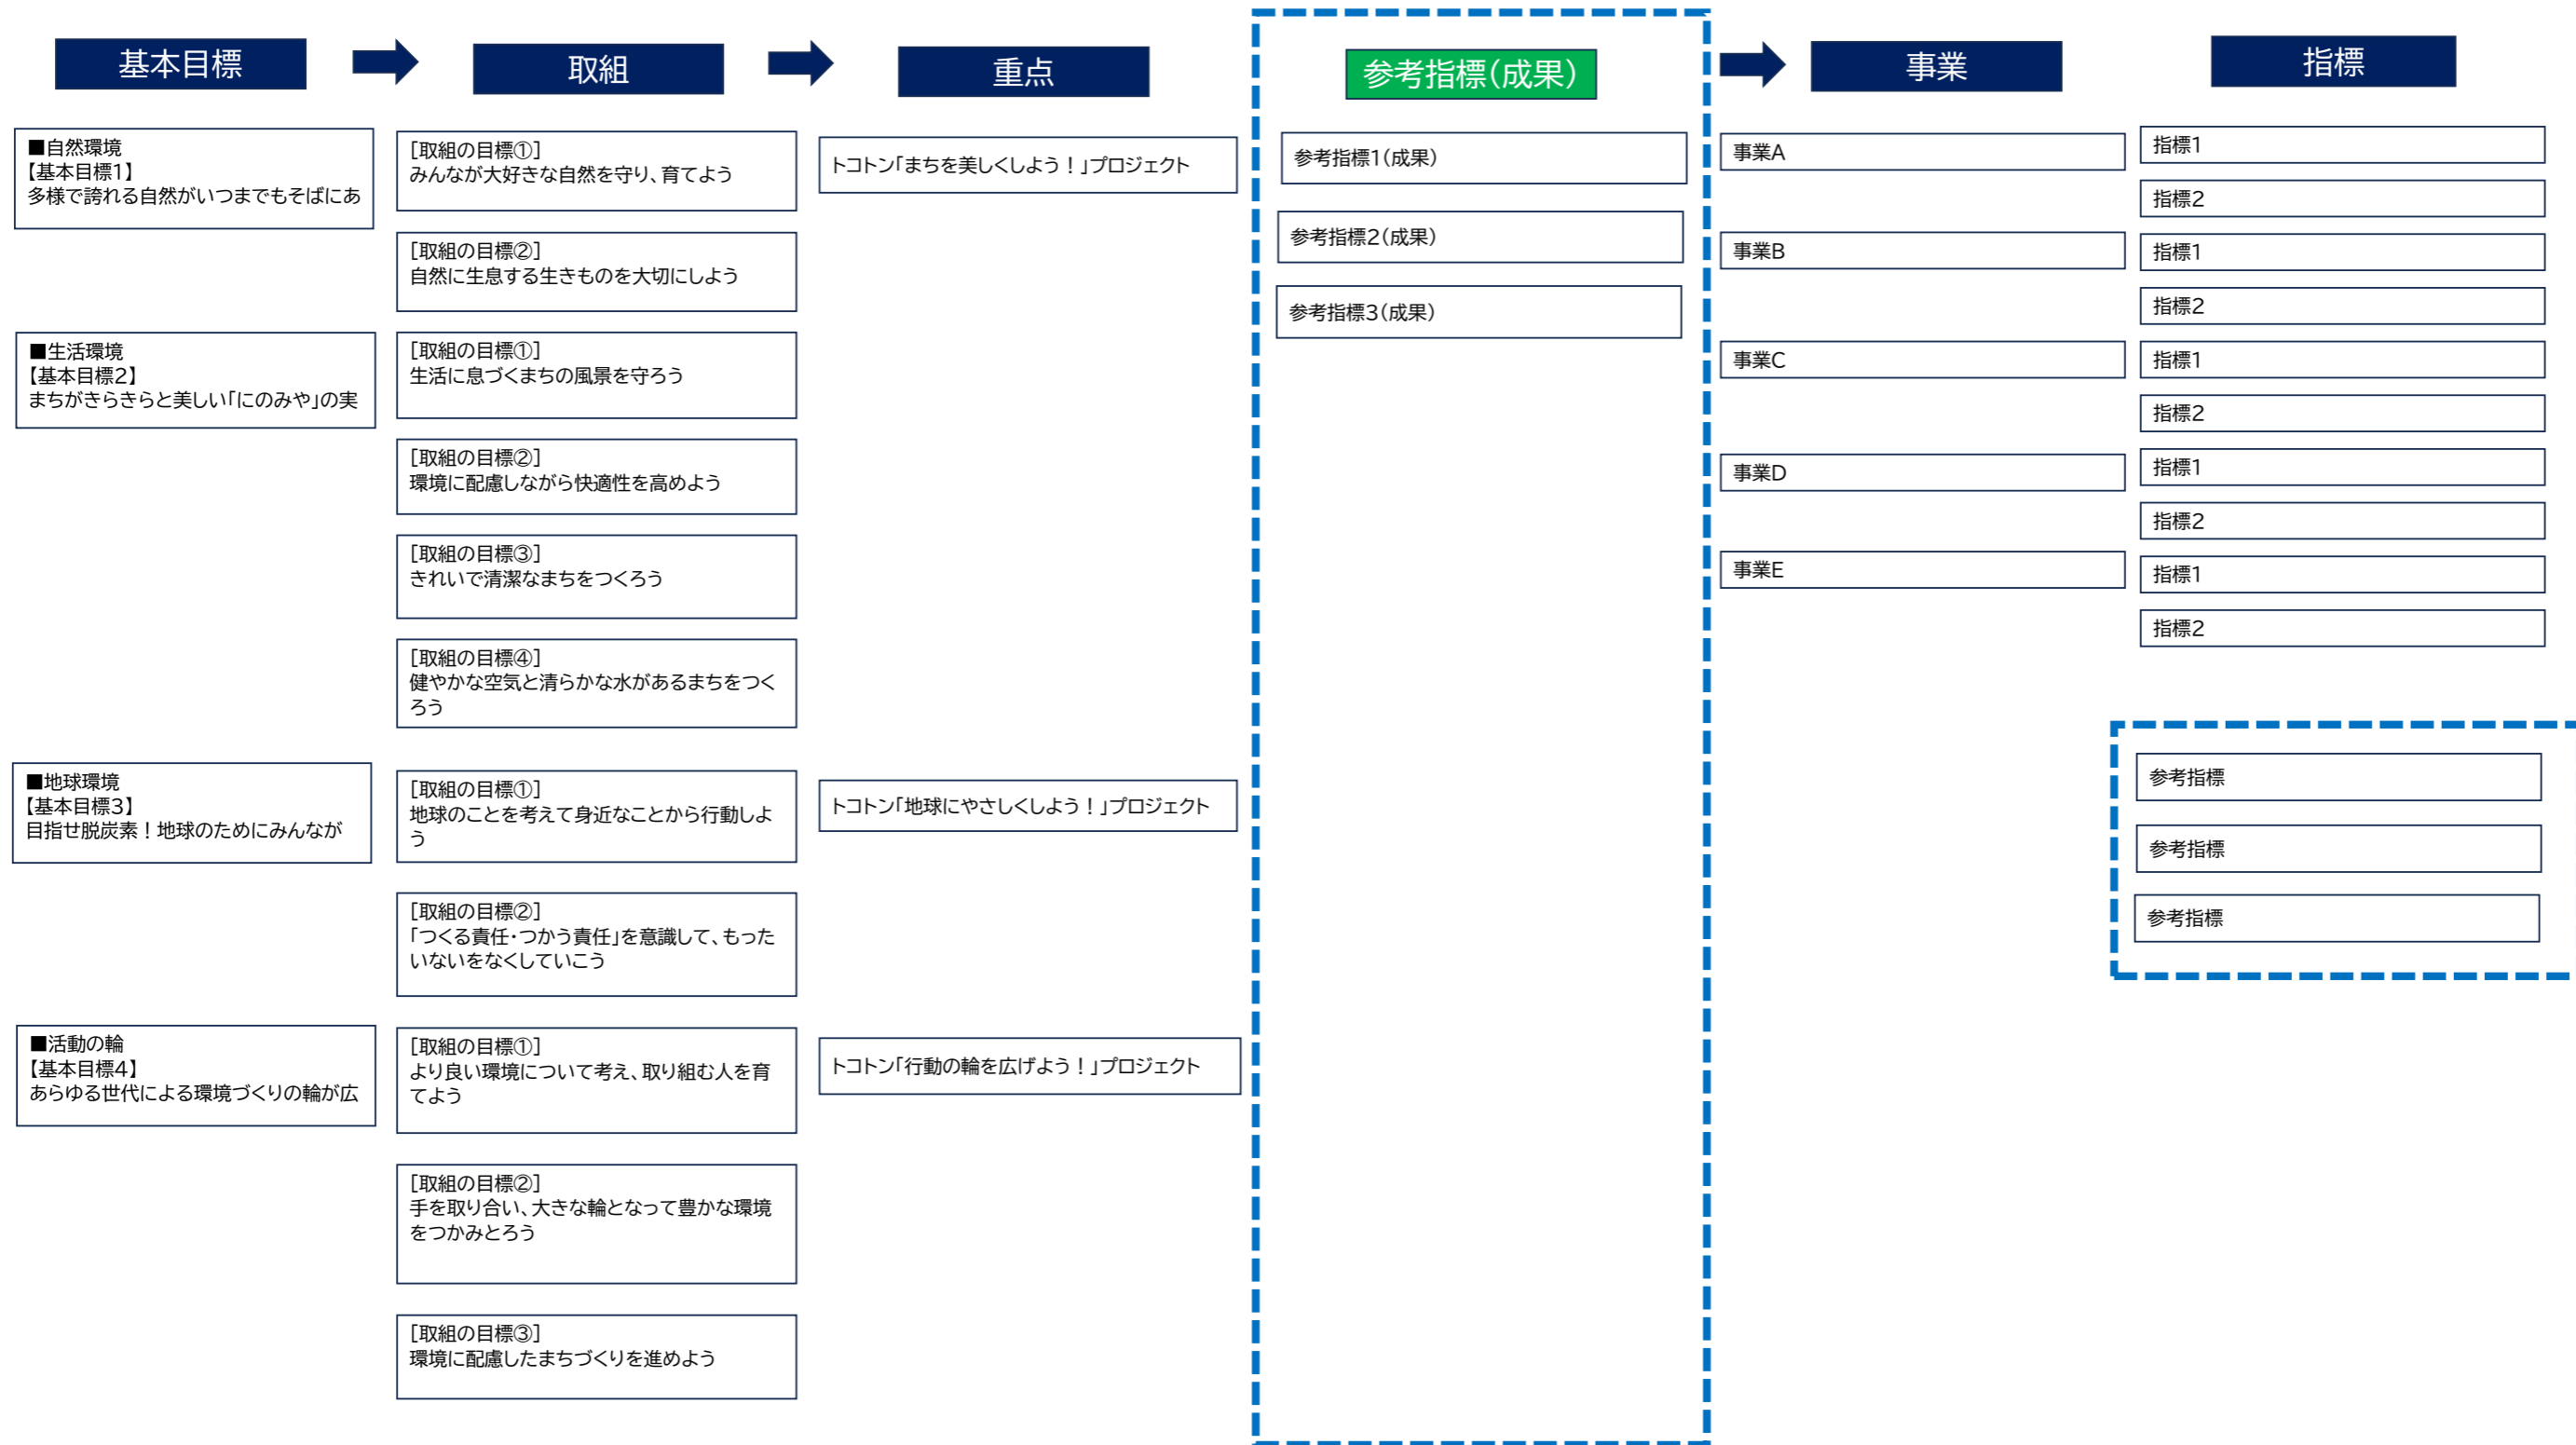 基本目標
取組
重点
参考指標(成果)
事業
指標
■自然環境
【基本目標1】
多様で誇れる自然がいつまでもそばにあ
■生活環境
【基本目標2】
まちがきらきらと美しい「にのみや」の実
■地球環境
【基本目標3】
目指せ脱炭素！地球のためにみんなが
■活動の輪
【基本目標4】
あらゆる世代による環境づくりの輪が広
[取組の目標①]
みんなが大好きな自然を守り、育てよう
[取組の目標②]
自然に生息する生きものを大切にしよう
[取組の目標①]
生活に息づくまちの風景を守ろう
[取組の目標②]
環境に配慮しながら快適性を高めよう
[取組の目標③]
きれいで清潔なまちをつくろう
[取組の目標④]
健やかな空気と清らかな水があるまちをつく
ろう
[取組の目標①]
地球のことを考えて身近なことから行動しよ
う
[取組の目標②]
「つくる責任・つかう責任」を意識して、もった
いないをなくしていこう
[取組の目標①]
より良い環境について考え、取り組む人を育
てよう
[取組の目標②]
手を取り合い、大きな輪となって豊かな環境
をつかみとろう
[取組の目標③]
環境に配慮したまちづくりを進めよう
トコトン「まちを美しくしよう！」プロジェクト
トコトン「地球にやさしくしよう！」プロジェクト
トコトン「行動の輪を広げよう！」プロジェクト
参考指標1(成果)
参考指標2(成果)
参考指標3(成果)
事業A
事業B
事業C
事業D
事業E
指標1
指標2
指標1
指標2
指標1
指標2
指標1
指標2
指標1
指標2
参考指標
参考指標
参考指標